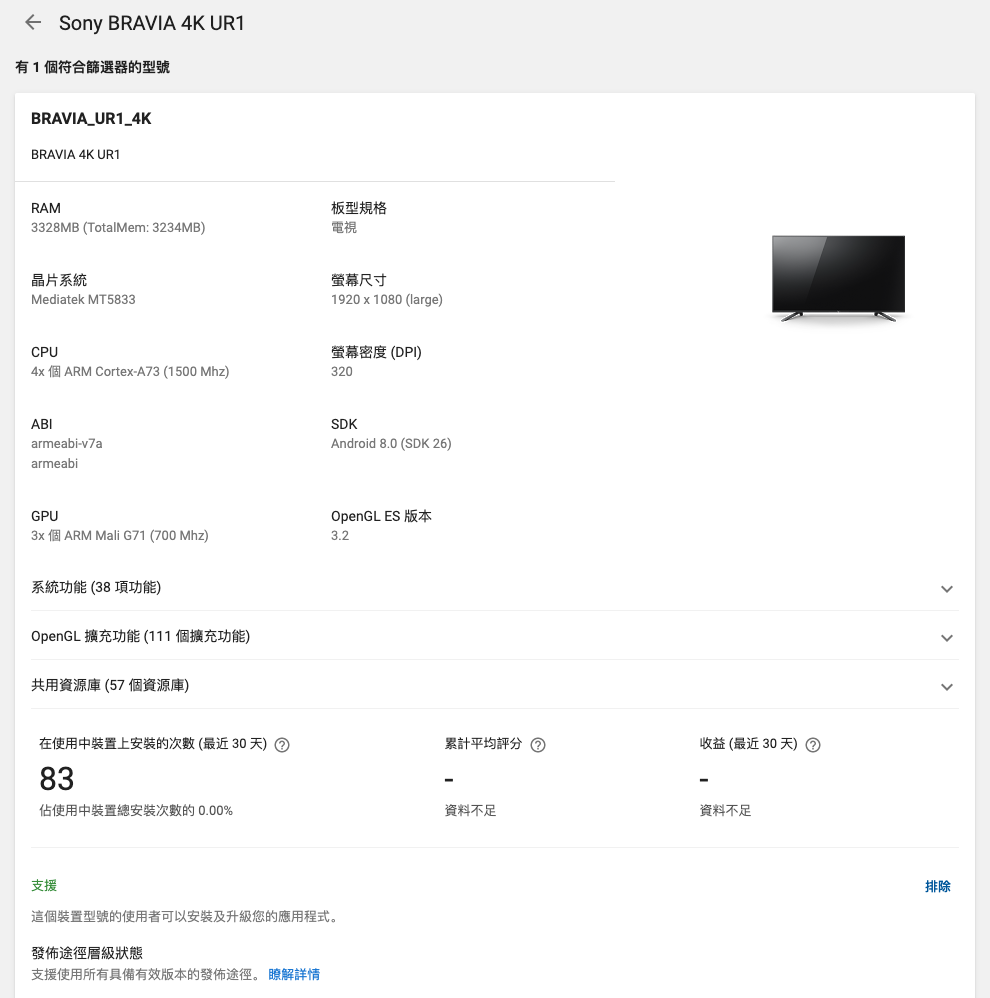 Sony BRAVIA 4K UR1
有 1 個符合篩選器的型號
BRAVIA_UR1_4K
BRAVIA 4K UR1
RAM
3328MB (TotalMem: 3234MB)
板型規格
電視
晶片系統
Mediatek MT5833
螢幕尺寸
1920 x 1080 (large)
CPU
4x 個 ARM Cortex-A73 (1500 Mhz)
螢幕密度 (DPI)
320
ABI
armeabi-v7a
armeabi
SDK
Android 8.0 (SDK 26)
GPU
3x 個 ARM Mali G71 (700 Mhz)
OpenGL ES 版本
3.2
系統功能 (38 項功能)
OpenGL 擴充功能 (111 個擴充功能)
共用資源庫 (57 個資源庫)
在使用中裝置上安裝的次數 (最近 30 天)
83
佔使用中裝置總安裝次數的 0.00%
累計平均評分
-
資料不足
收益 (最近 30 天)
-
資料不足
支援
排除
這個裝置型號的使用者可以安裝及升級您的應用程式。
發佈途徑層級狀態
支援使用所有具備有效版本的發佈途徑。 瞭解詳情